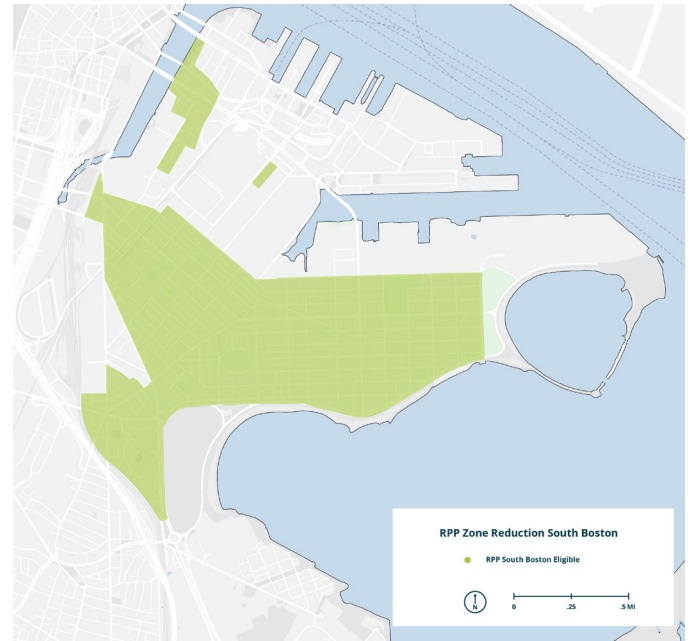 RPP Zone Reduction South Boston
RPP South Boston Eligible
N
0 .25 .5 MI